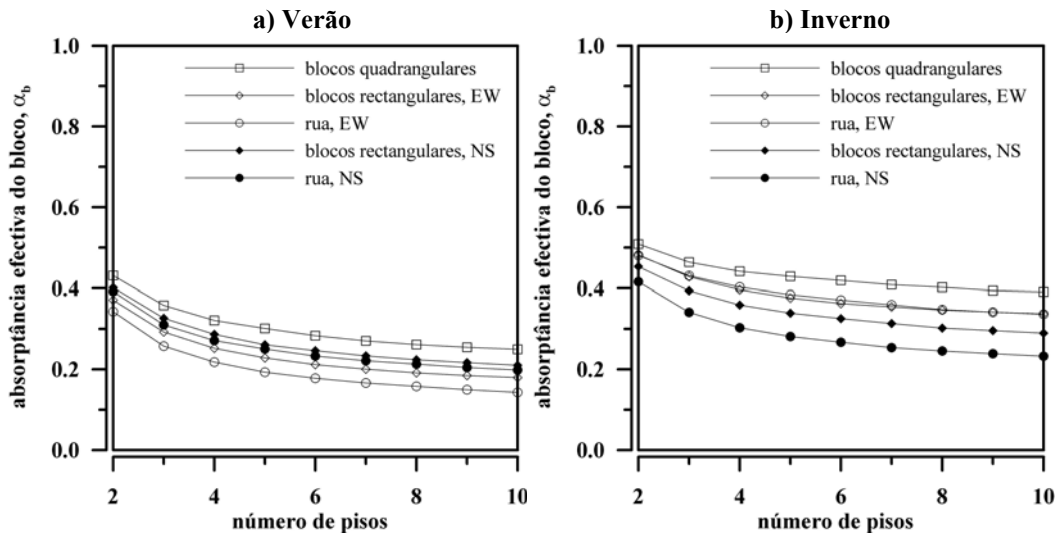 a) Verão
1.0
0.8
0.6
0.4
0.2
0.0
absorptância efectiva do bloco, αb
blocos quadrangulares
blocos rectangulares, EW
rua, EW
blocos rectangulares, NS
rua, NS
2 4 6 8 10
número de pisos
b) Inverno
1.0
0.8
0.6
0.4
0.2
0.0
absorptância efectiva do bloco, αb
blocos quadrangulares
blocos rectangulares, EW
rua, EW
blocos rectangulares, NS
rua, NS
2 4 6 8 10
número de pisos